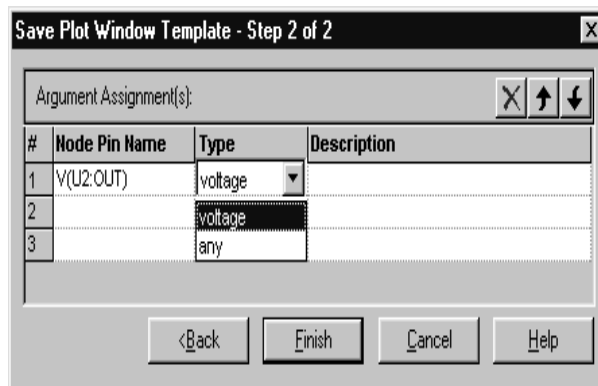 Save Plot Window Template - Step 2 of 2
Argument Assignment(s):
# Node Pin Name Type Description
1 V(U2:OUT) voltage
2 voltage
3 any
<Back Finish Cancel Help